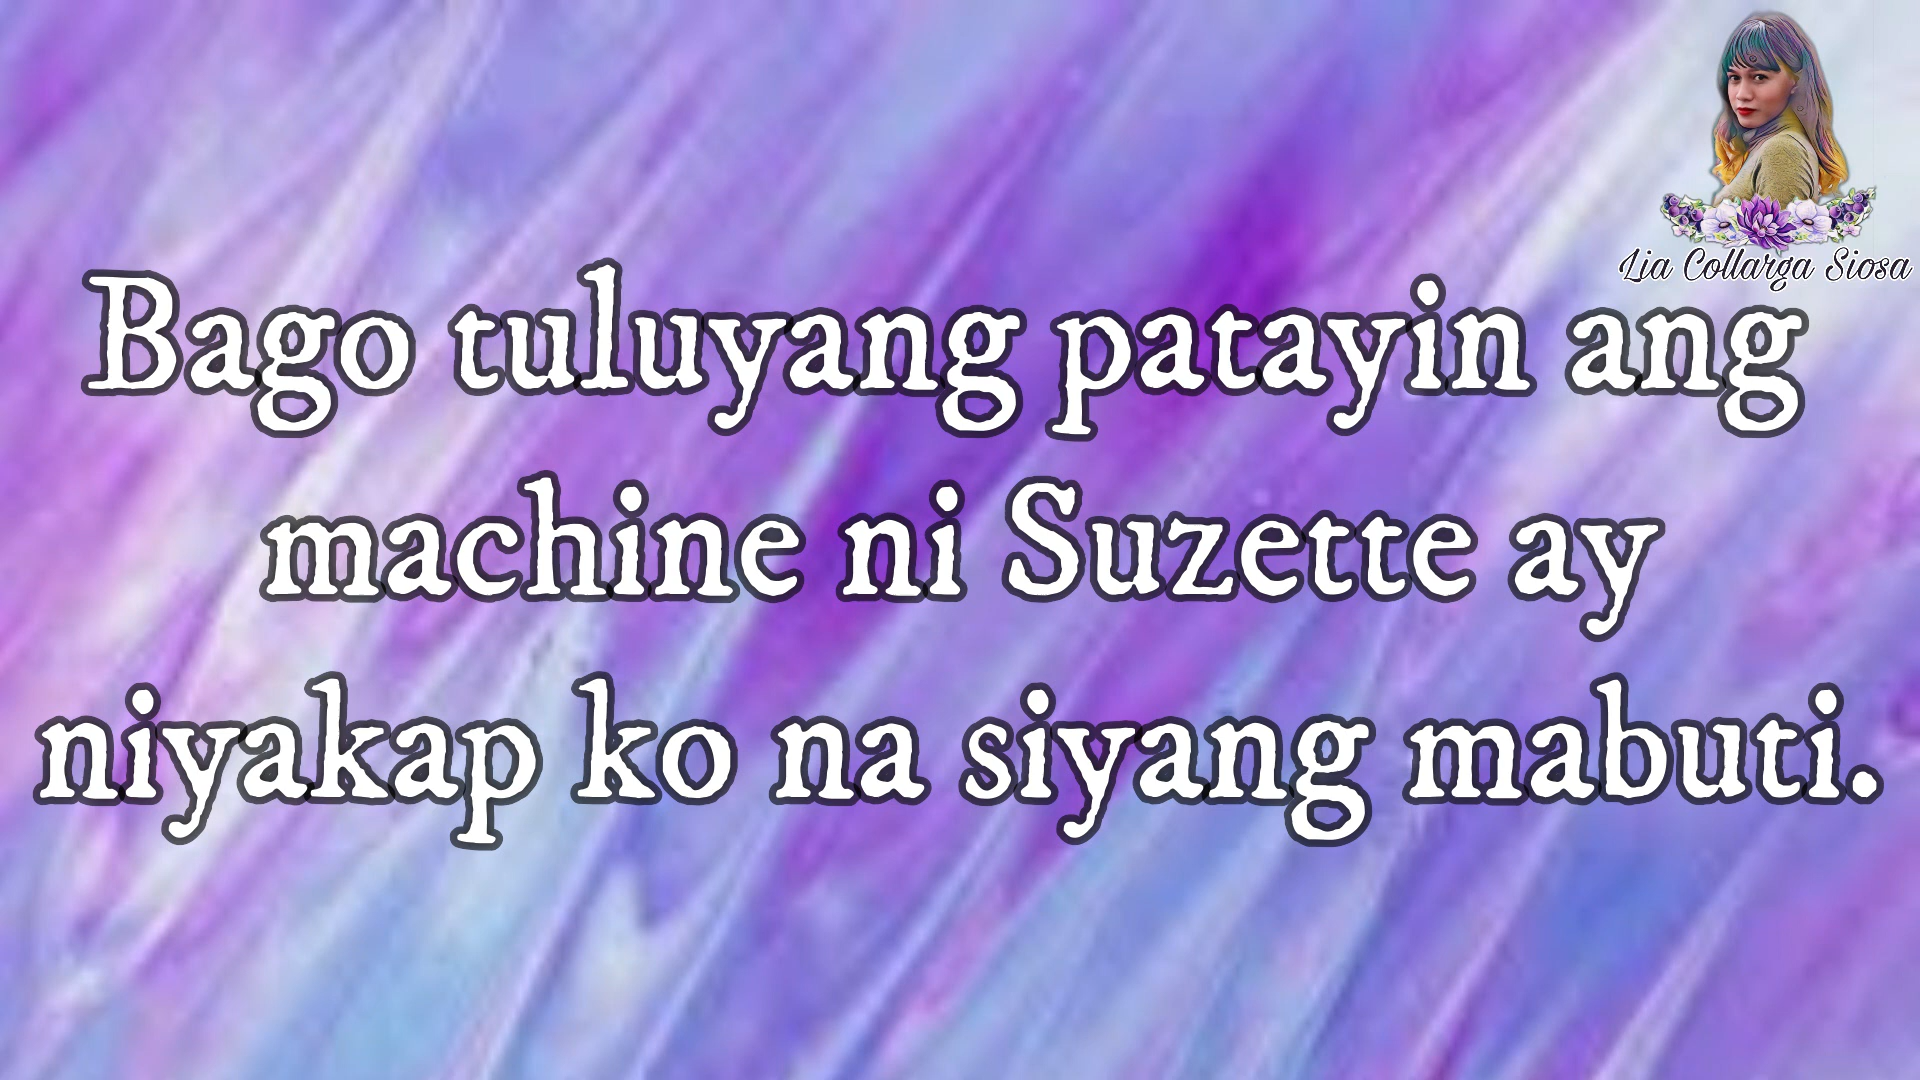 Lia Collarga Siosa
Bago tuluyang patayin ang
machine ni Suzette ay
niyakap ko na siyang mabuti.